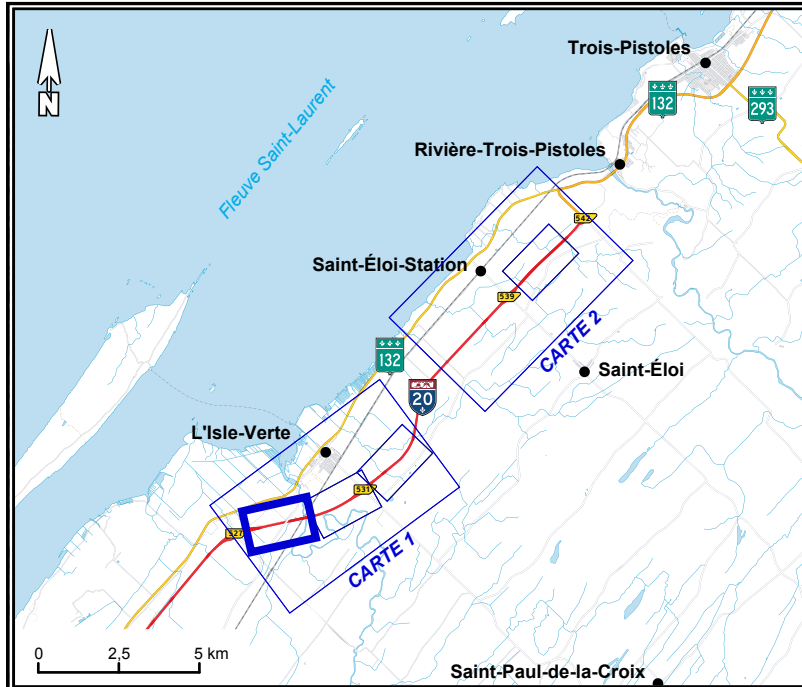 Trois-Pistoles
N
132
293
Fleuve Saint-Laurent
Rivière-Trois-Pistoles
542
Saint-Éloi-Station
539
CARTE 2
132
Saint-Éloi
20
L'Isle-Verte
531
527
CARTE 1
0 2,5 5 km
Saint-Paul-de-la-Croix